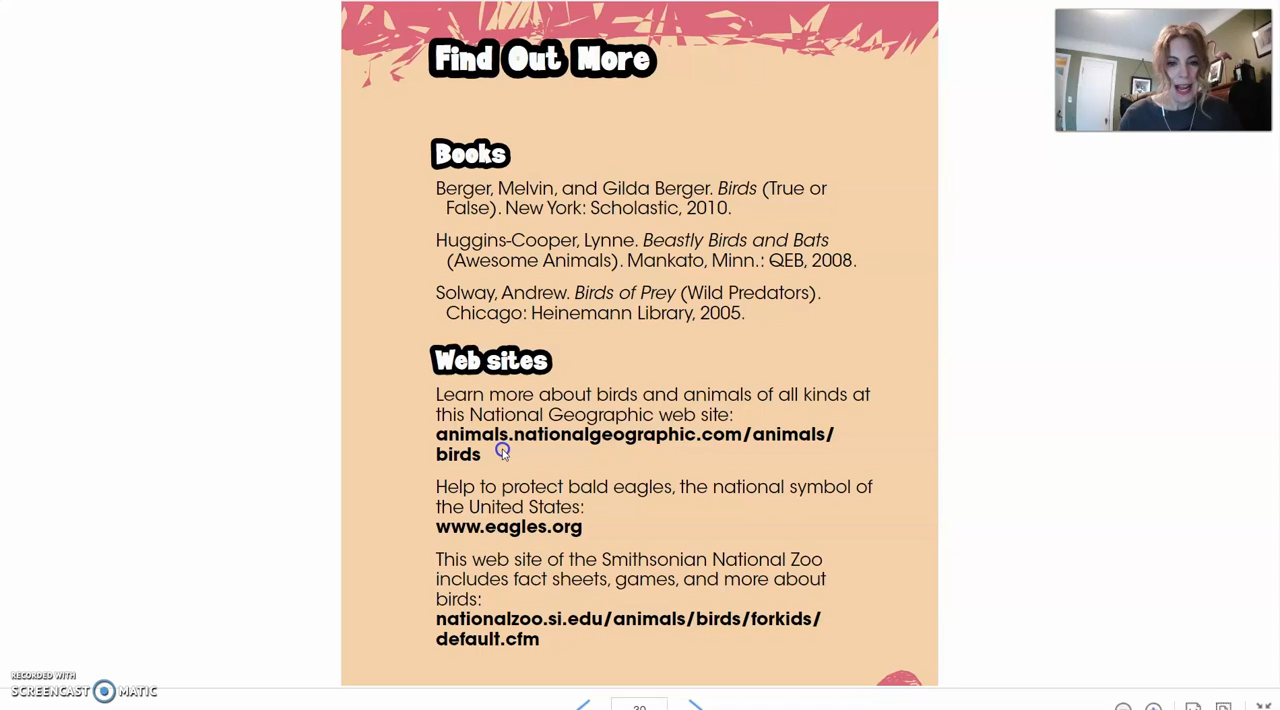 Find Out More
Books
Berger, Melvin, and Gilda Berger. Birds (True or
False). New York: Scholastic, 2010.
Huggins-Cooper, Lynne. Beastly Birds and Bats
(Awesome Animals). Mankato, Minn.: QEB, 2008.
Solway, Andrew. Birds of Prey (Wild Predators).
Chicago: Heinemann Library, 2005.
Web sites
Learn more about birds and animals of all kinds at
this National Geographic web site:
animals.nationalgeographic.com/animals/
birds
Help to protect bald eagles, the national symbol of
the United States:
www.eagles.org
This web site of the Smithsonian National Zoo
includes fact sheets, games, and more about
birds:
nationalzoo.si.edu/animals/birds/forkids/
default.cfm
RECORDED WITH
SCREENCAST MATIC